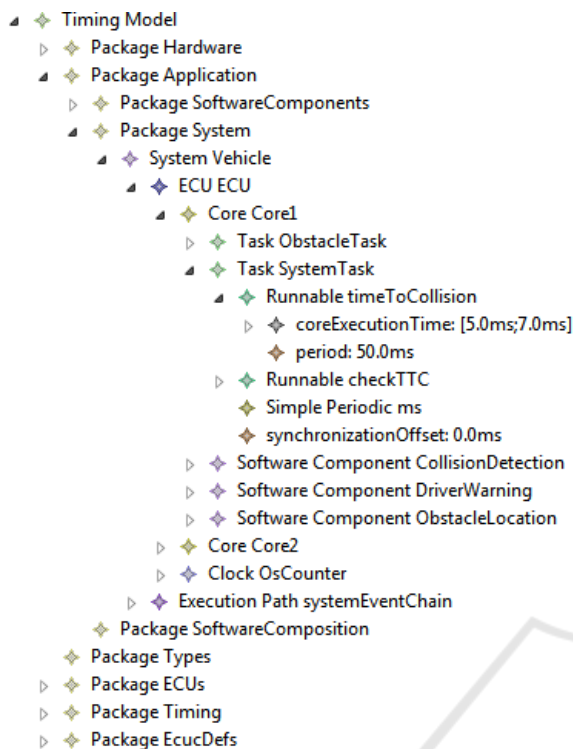 Timing Model
Package Hardware
Package Application
Package SoftwareComponents
Package System
System Vehicle
ECU ECU
Core Core1
Task ObstacleTask
Task SystemTask
Runnable timeToCollision
coreExecutionTime: [5.0ms;7.0ms]
period: 50.0ms
Runnable checkTTC
Simple Periodic ms
synchronizationOffset: 0.0ms
Software Component CollisionDetection
Software Component DriverWarning
Software Component ObstacleLocation
Core Core2
Clock OsCounter
Execution Path systemEventChain
Package SoftwareComposition
Package Types
Package ECUs
Package Timing
Package EcucDefs